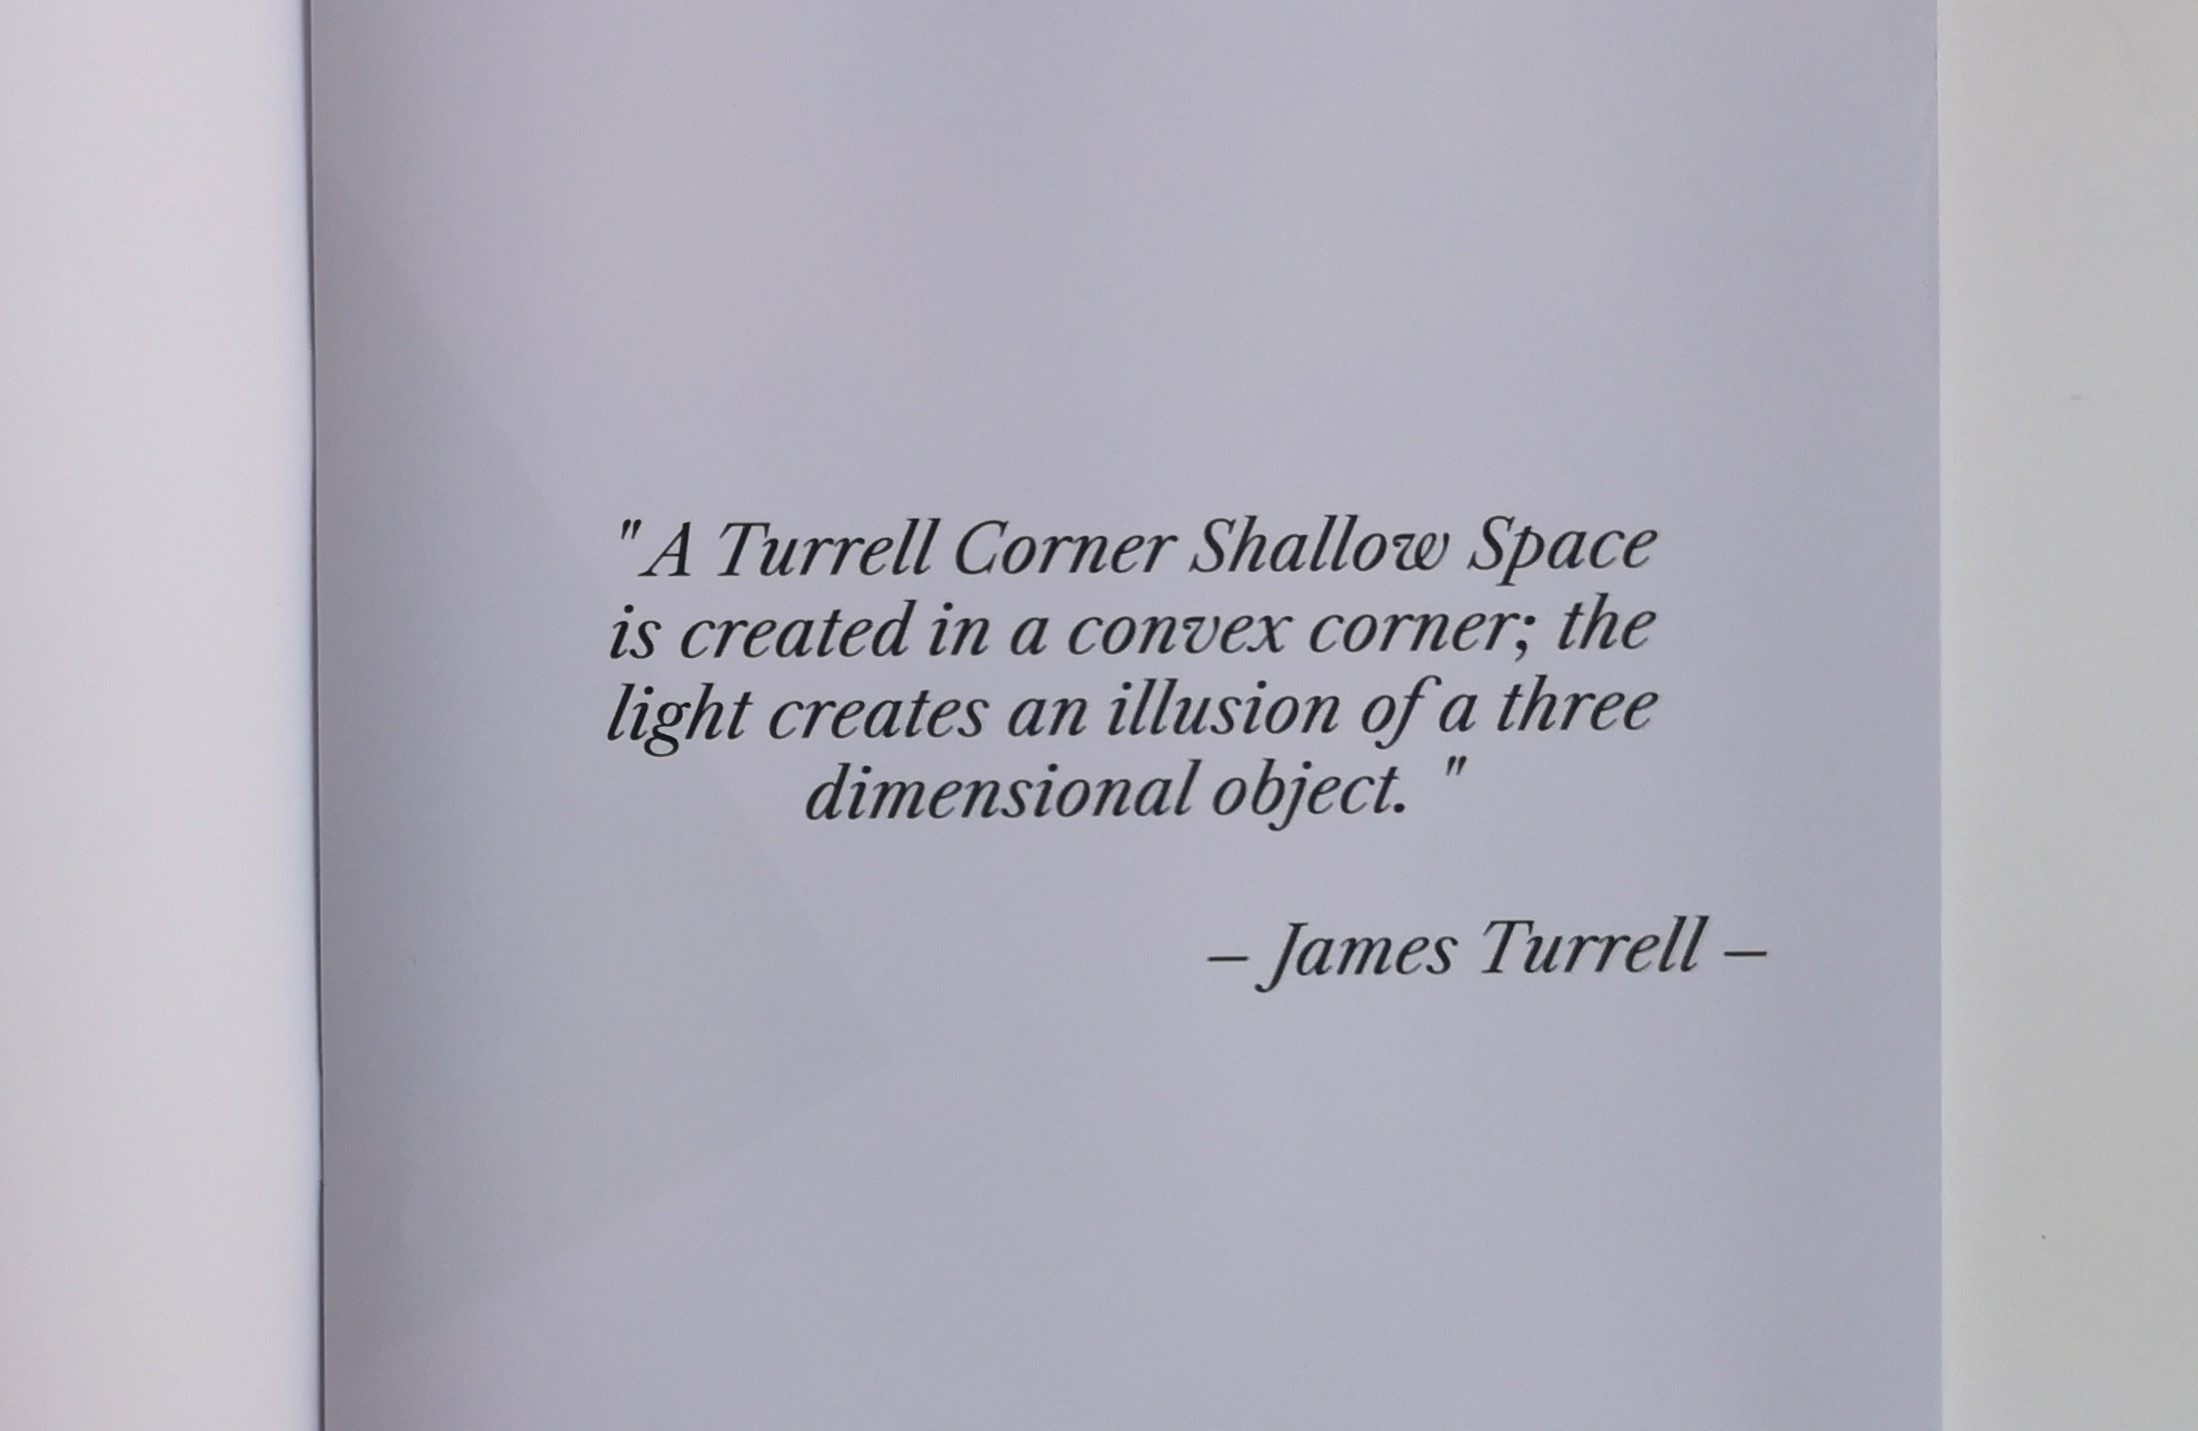 "A Turrell Corner Shallow Space
is created in a convex corner; the
light creates an illusion of a three
dimensional object. "
– James Turrell –